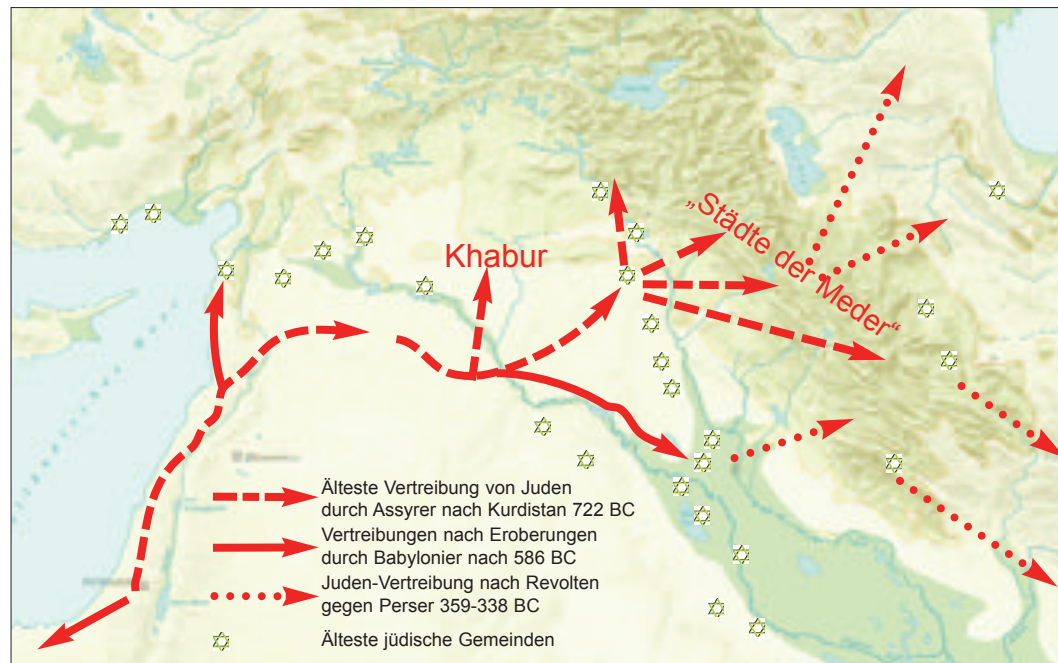 Khabur
„Städte der Meder“
Älteste Vertreibung von Juden
durch Assyrer nach Kurdistan 722 BC
Vertreibungen nach Eroberungen
durch Babylonier nach 586 BC
Juden-Vertreibung nach Revolten
gegen Perser 359-338 BC
Älteste jüdische Gemeinden